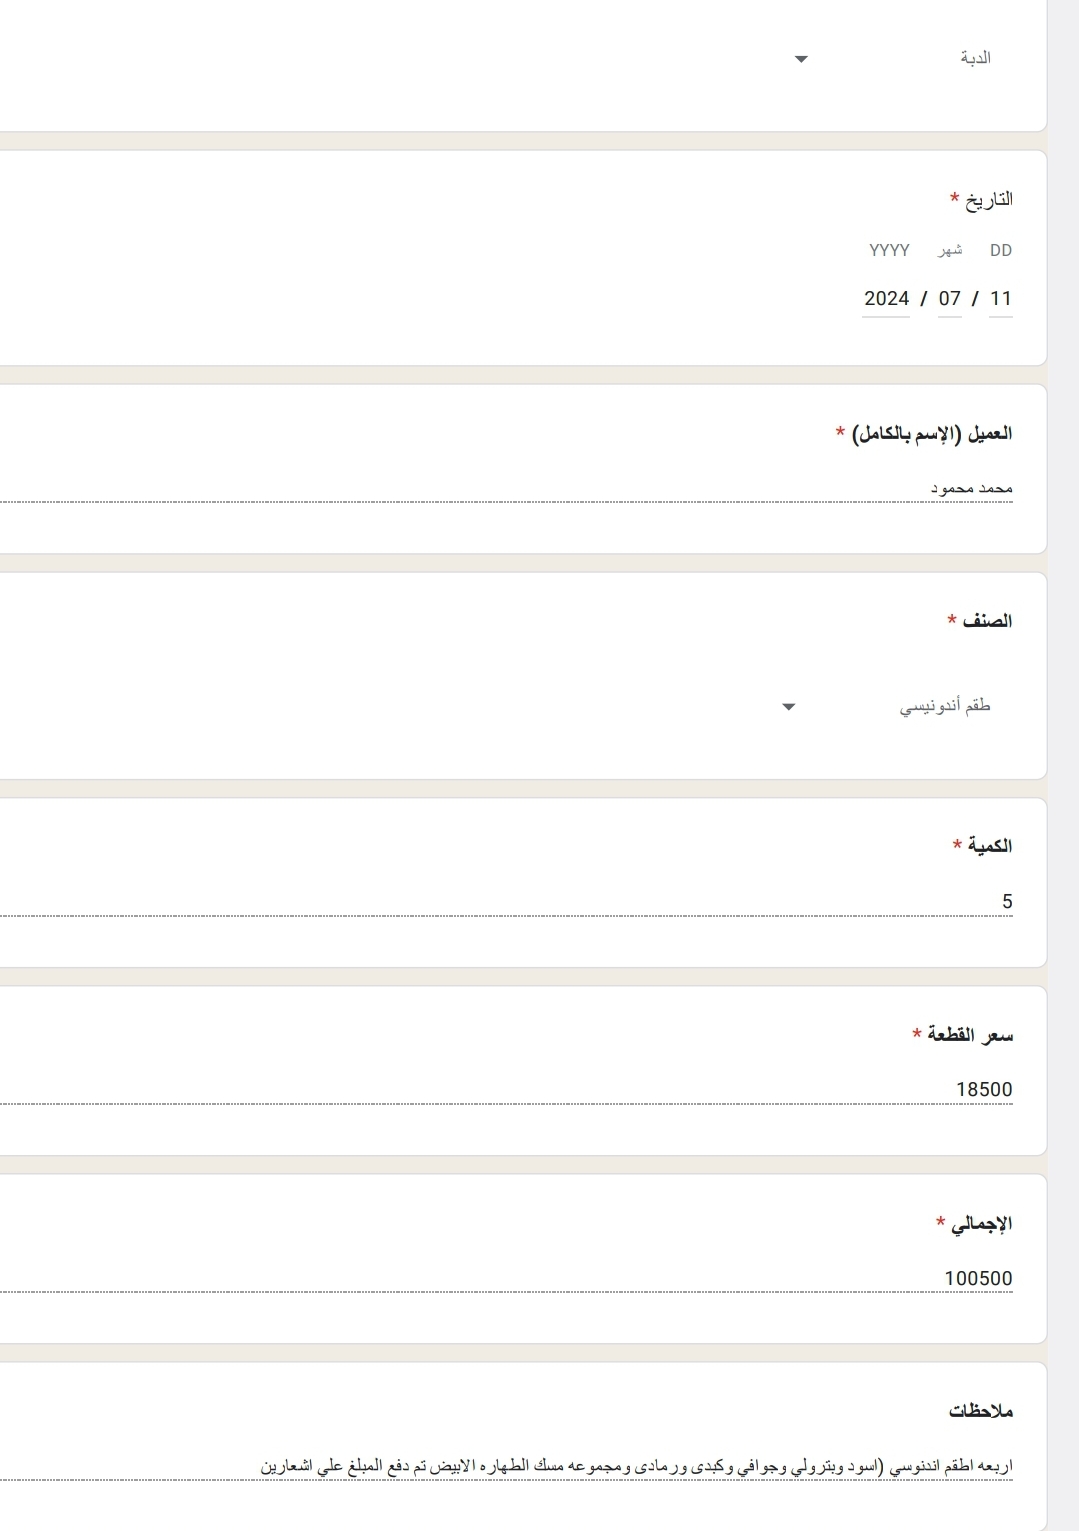 الدبة
التاريخ *
DD شهر YYYY
11 / 07 / 2024
العميل (الإسم بالكامل) *
محمد محمود
الصنف *
طقم أندونيسي
الكمية *
5
سعر القطعة *
18500
الإجمالي *
100500
ملاحظات
اربعه اطقم اندنوسي (اسود وبترولي وجوافي وكبدى ورمادى ومجموعه مسك الطهاره الابيض تم دفع المبلغ علي اشعارين